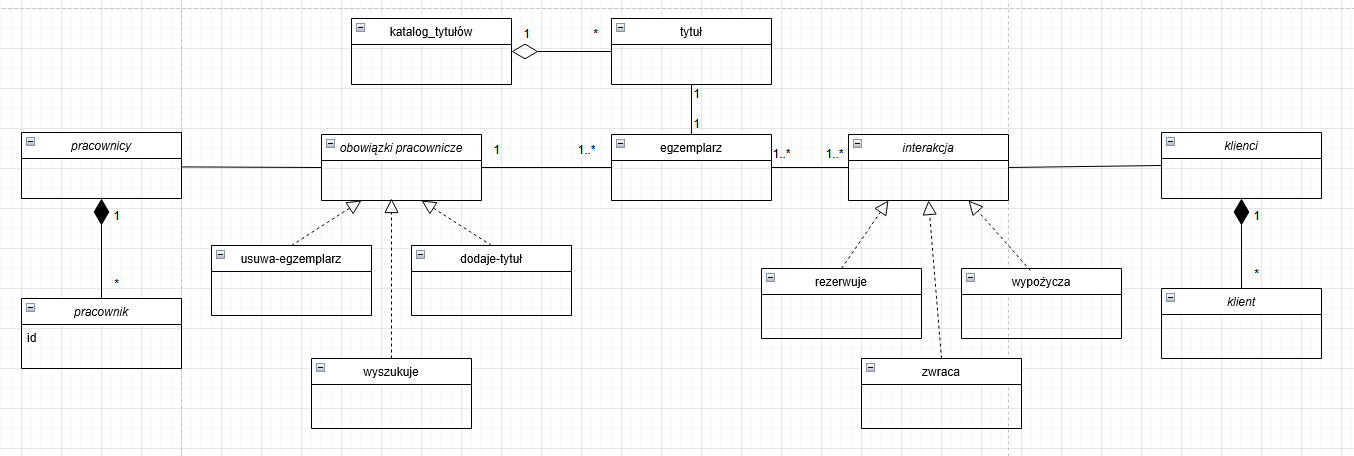 katalog_tytułów
1
*
tytuł
1
1
pracownicy
obowiązki pracownicze
1
1..*
egzemplarz
1..*
1..*
interakcja
klienci
1
*
1
*
usuwa-egzemplarz
dodaje-tytuł
rezerwuje
wypożycza
pracownik
id
klient
wyszukuje
zwraca